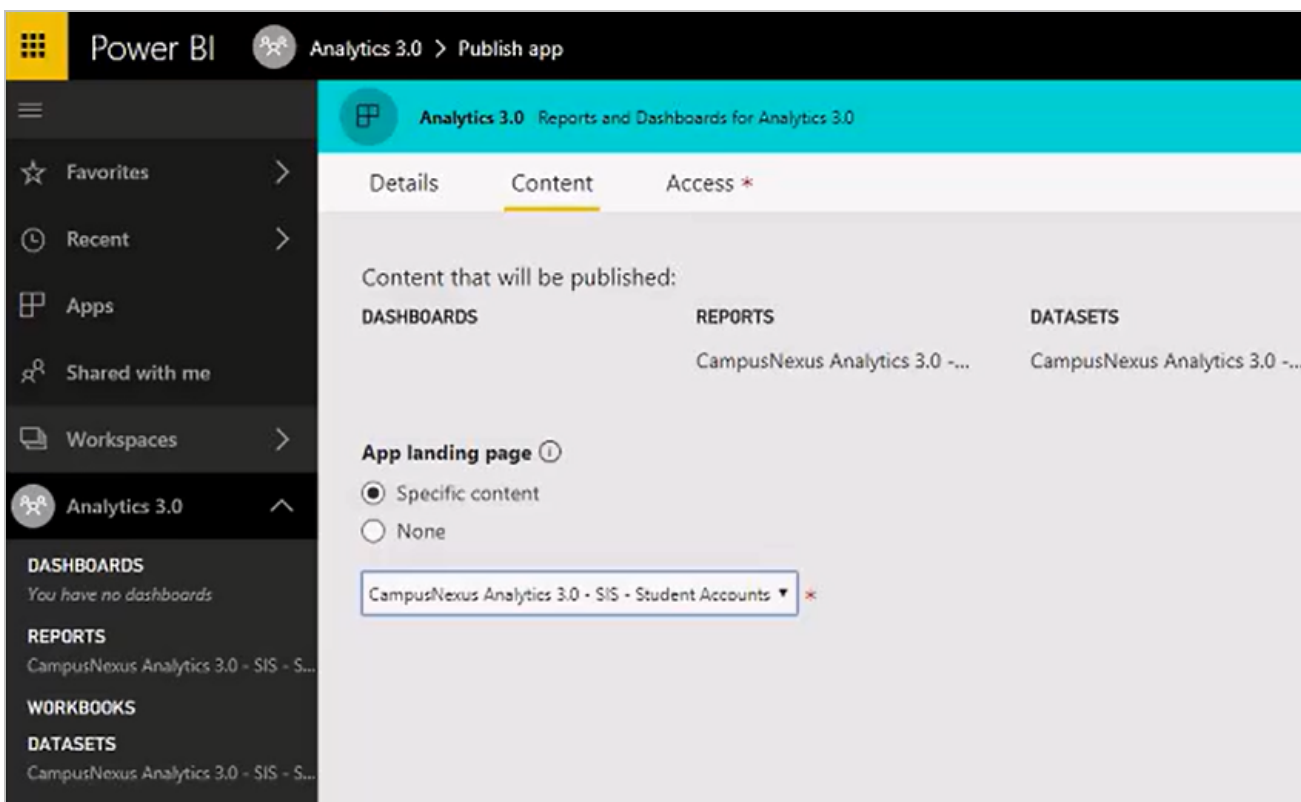 Power BI Analytics 3.0 > Publish app
Analytics 3.0 Reports and Dashboards for Analytics 3.0
Favorites
Recent
Apps
Shared with me
Workspaces
Analytics 3.0
DASHBOARDS
You have no dashboards
REPORTS
CampusNexus Analytics 3.0 - SIS - S...
WORKBOOKS
DATASETS
CampusNexus Analytics 3.0 - SIS - S...
Details Content Access *
Content that will be published:
DASHBOARDS REPORTS DATASETS
CampusNexus Analytics 3.0 -... CampusNexus Analytics 3.0 -...
App landing page
Specific content
None
CampusNexus Analytics 3.0 - SIS - Student Accounts *